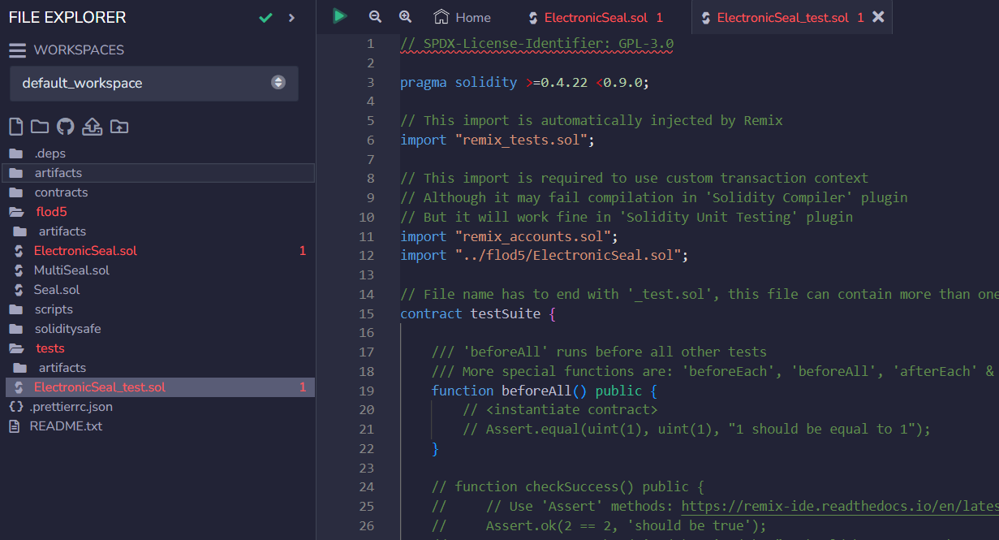 FILE EXPLORER
WORKSPACES
default_workspace
.deps
artifacts
contracts
flod5
artifacts
ElectronicSeal.sol 1
MultiSeal.sol
Seal.sol
scripts
soliditysafe
tests
artifacts
ElectronicSeal_test.sol 1
{} .prettierrc.json
README.txt
Home
ElectronicSeal.sol 1
ElectronicSeal_test.sol 1
1 // SPDX-License-Identifier: GPL-3.0
2
3 pragma solidity >=0.4.22 <0.9.0;
4
5 // This import is automatically injected by Remix
6 import "remix_tests.sol";
7
8 // This import is required to use custom transaction context
9 // Although it may fail compilation in 'Solidity Compiler' plugin
10 // But it will work fine in 'Solidity Unit Testing' plugin
11 import "remix_accounts.sol";
12 import "../flod5/ElectronicSeal.sol";
13
14 // File name has to end with '_test.sol', this file can contain more than one
15 contract testSuite {
16
17 /// 'beforeAll' runs before all other tests
18 /// More special functions are: 'beforeEach', 'beforeAll', 'afterEach' &
19 function beforeAll() public {
20 // <instantiate contract>
21 // Assert.equal(uint(1), uint(1), "1 should be equal to 1");
22 }
23
24 // function checkSuccess() public {
25 // // Use 'Assert' methods: https://remix-ide.readthedocs.io/en/lates
26 // Assert.ok(2 == 2, 'should be true');